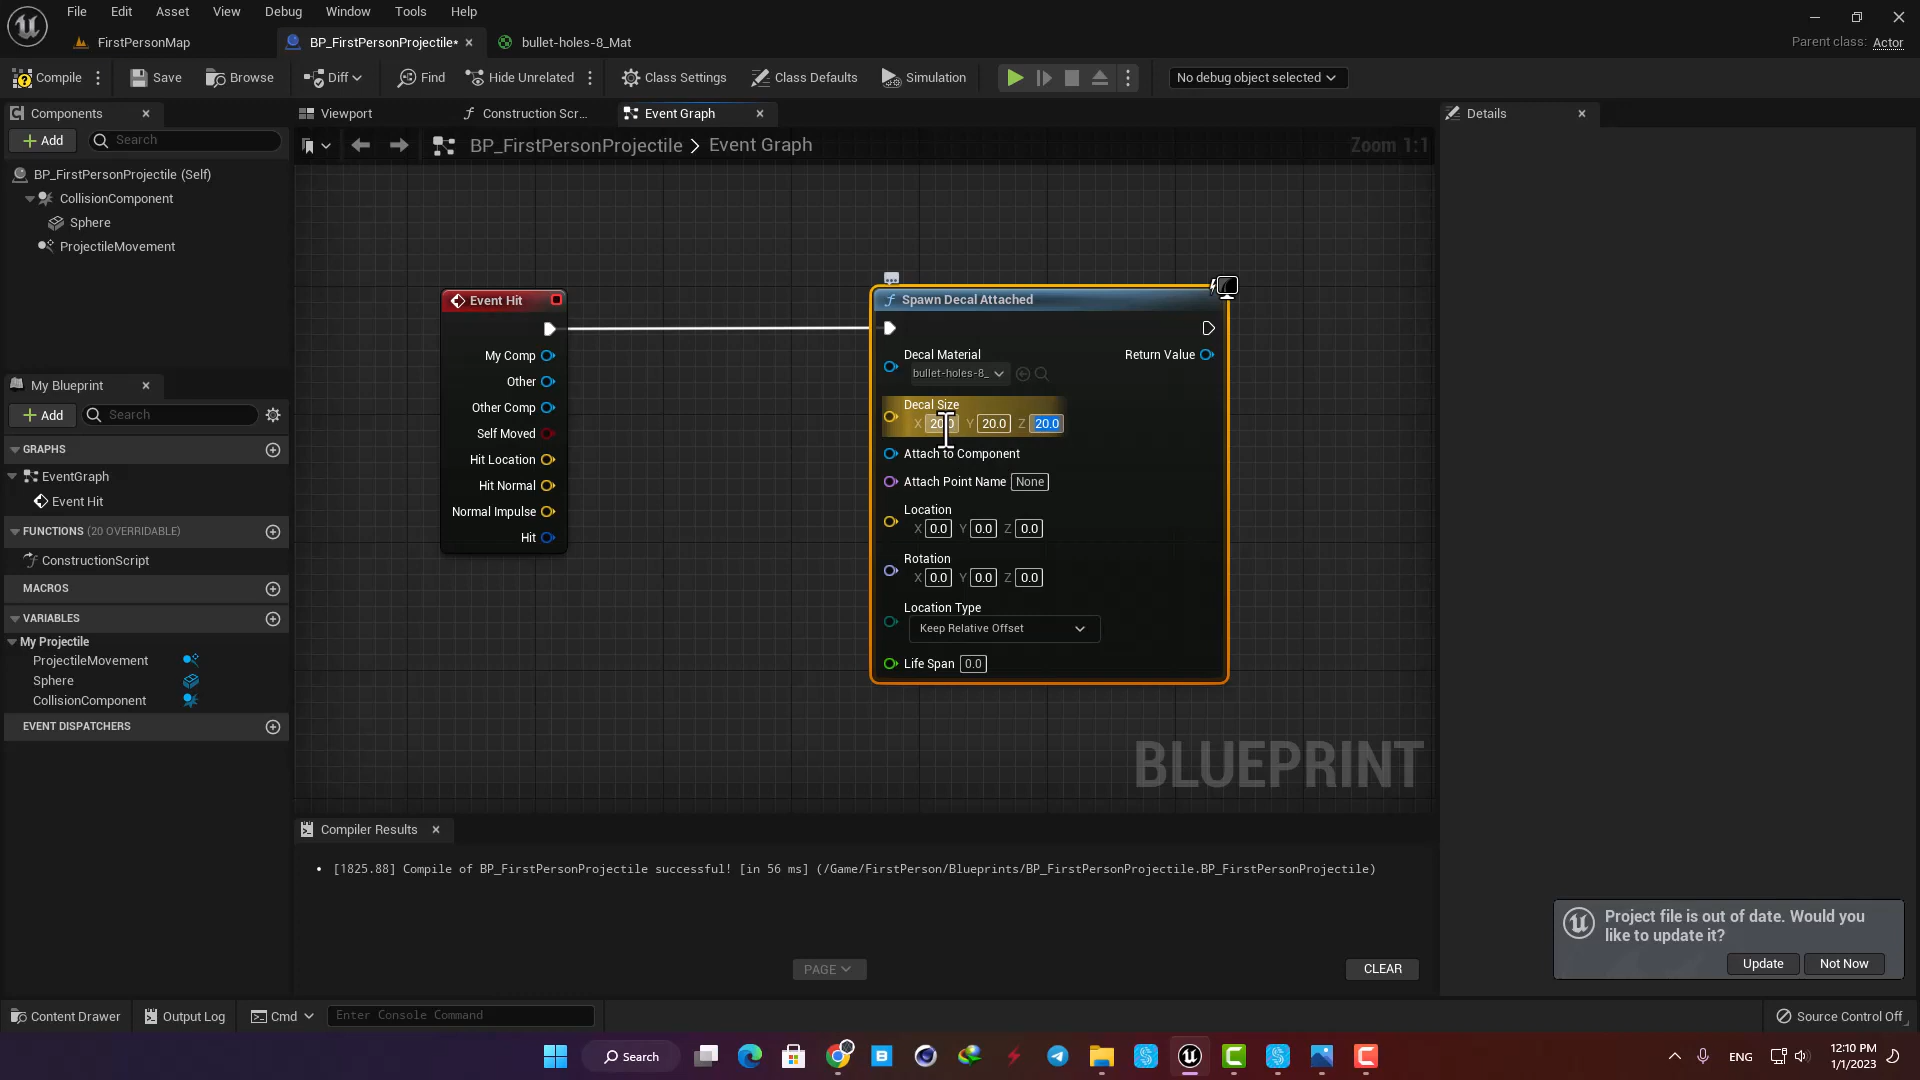 File Edit Asset View Debug Window Tools Help
FirstPersonMap BP_FirstPersonProjectile* bullet-holes-8_Mat
Parent class: Actor
Compile Save Browse Diff Find Hide Unrelated Class Settings Class Defaults Simulation No debug object selected
Components
Add Search
BP_FirstPersonProjectile (Self)
CollisionComponent
Sphere
ProjectileMovement
My Blueprint
Add Search
GRAPHS
EventGraph
Event Hit
FUNCTIONS (20 OVERRIDABLE)
ConstructionScript
MACROS
VARIABLES
My Projectile
ProjectileMovement
Sphere
CollisionComponent
EVENT DISPATCHERS
Viewport Construction Scr... Event Graph
BP_FirstPersonProjectile > Event Graph
Zoom 1:1
Event Hit
My Comp
Other
Other Comp
Self Moved
Hit Location
Hit Normal
Normal Impulse
Hit
Spawn Decal Attached
Decal Material Return Value
bullet-holes-8_
Decal Size
X Y 20.0 Z 20.0
Attach to Component
Attach Point Name None
Location
X 0.0 Y 0.0 Z 0.0
Rotation
X 0.0 Y 0.0 Z 0.0
Location Type
Keep Relative Offset
Life Span 0.0
BLUEPRINT
Compiler Results
[1825.88] Compile of BP_FirstPersonProjectile successful! [in 56 ms] (/Game/FirstPerson/Blueprints/BP_FirstPersonProjectile.BP_FirstPersonProjectile)
PAGE
CLEAR
Details
Project file is out of date. Would you
like to update it?
Update Not Now
Content Drawer Output Log Cmd Enter Console Command Source Control Off
Search
ENG
12:10 PM
1/1/2023